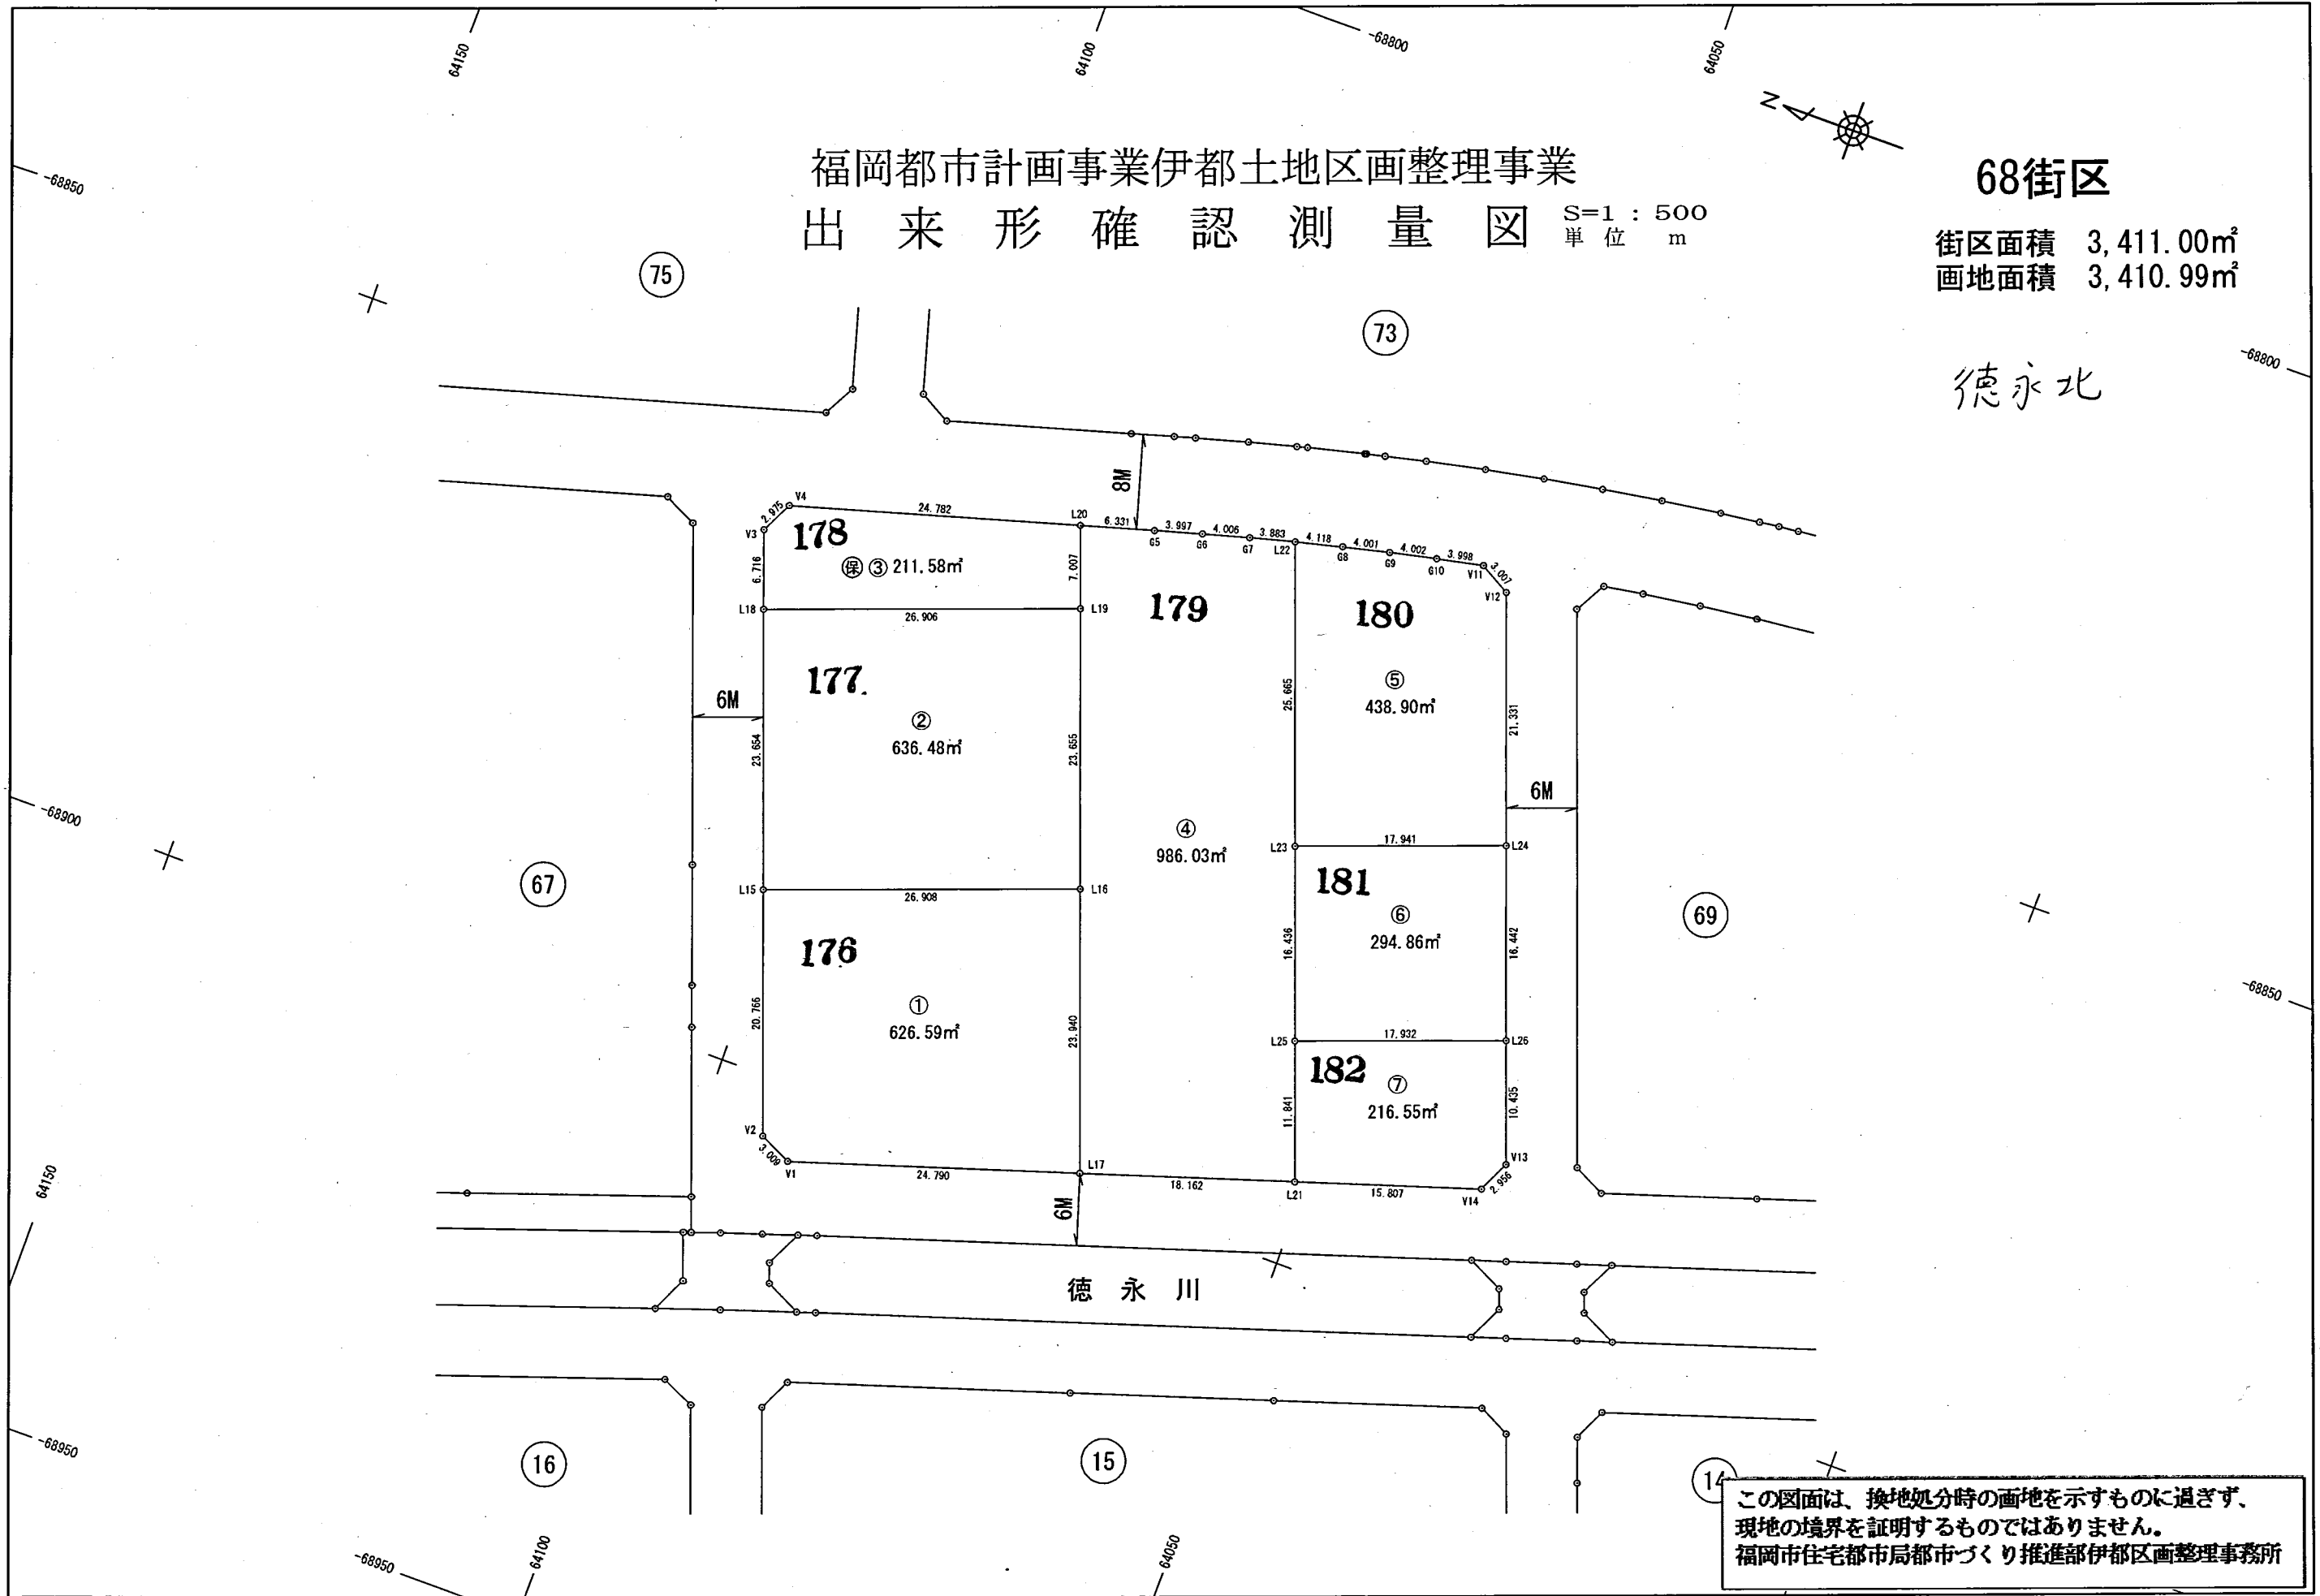 64150
64100
-68800
64050
N
-68850
福岡都市計画事業伊都土地区画整理事業
出来形確認測量図
S=1 : 500
単位 m
68街区
街区面積 3,411.00㎡
画地面積 3,410.99㎡
徳永北
75
73
-68800
8M
V4
24.782
L20
6.331
G5
3.997
G6
4.006
G7
3.883
L22
4.118
G8
4.001
G9
4.002
G10
3.998
V11
3.007
V12
2.975
V3
178
保 ③ 211.58㎡
6.716
7.007
L18
26.906
L19
179
180
177
6M
②
636.48㎡
23.654
23.655
25.665
⑤
438.90㎡
21.331
6M
④
986.03㎡
L23
17.941
L24
-68900
67
L15
26.908
L16
181
69
176
⑥
294.86㎡
16.436
16.442
-68850
①
626.59㎡
20.766
23.940
L25
17.932
L26
182
⑦
216.55㎡
11.841
10.435
V2
3.009
V1
24.790
L17
18.162
L21
15.807
V14
2.956
V13
6M
64150
徳永川
-68950
16
15
14
-68950
64100
64050
この図面は、換地処分時の画地を示すものに過ぎず、
現地の境界を証明するものではありません。
福岡市住宅都市局都市づくり推進部伊都区画整理事務所